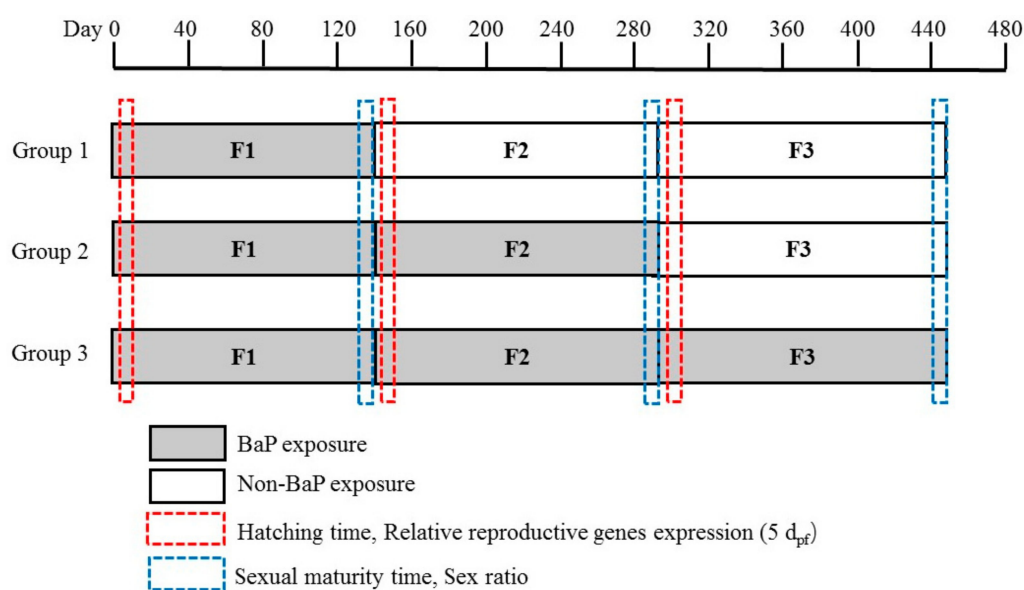 Day 0 40 80 120 160 200 240 280 320 360 400 440 480
Group 1 F1 F2 F3
Group 2 F1 F2 F3
Group 3 F1 F2 F3
BaP exposure
Non-BaP exposure
Hatching time, Relative reproductive genes expression (5 dpf)
Sexual maturity time, Sex ratio